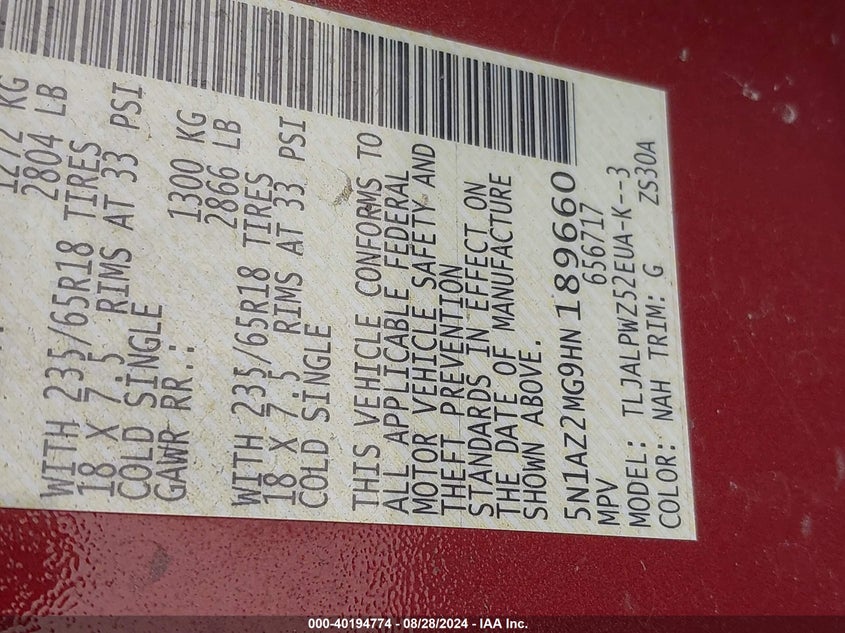 1272 KG
2804 LB
WITH 235/65R18 TIRES
18 X 7.5 RIMS AT 33 PSI
COLD SINGLE
GAWR RR.: 1300 KG
2866 LB
WITH 235/65R18 TIRES
18 X 7.5 RIMS AT 33 PSI
COLD SINGLE
THIS VEHICLE CONFORMS TO
ALL APPLICABLE FEDERAL
MOTOR VEHICLE SAFETY AND
THEFT PREVENTION
STANDARDS IN EFFECT ON
THE DATE OF MANUFACTURE
SHOWN ABOVE.
5N1AZ2MG9HN189660
MPV 656717
MODEL: TLJALPWZ52EUA-K--3
COLOR: NAH TRIM: G ZS30A
000-40194774 - 08/28/2024 - IAA Inc.